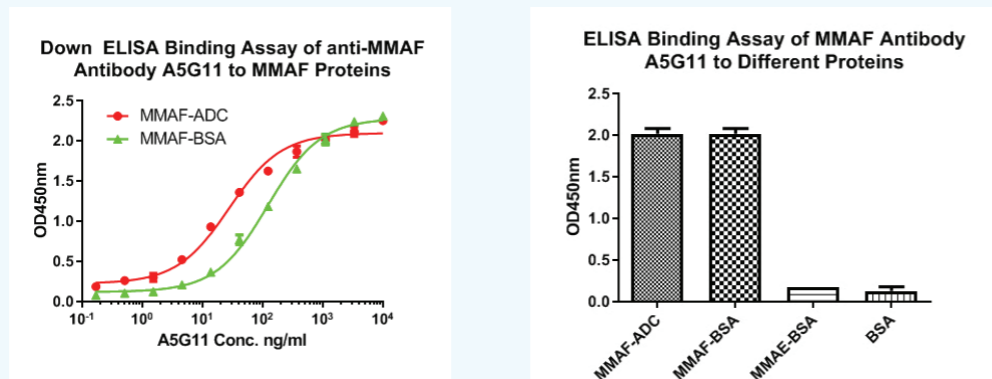 Down ELISA Binding Assay of anti-MMAF
Antibody A5G11 to MMAF Proteins
2.5
2.0
1.5
1.0
0.5
0.0
OD450nm
MMAF-ADC
MMAF-BSA
10-1
100
101
102
103
104
A5G11 Conc. ng/ml
ELISA Binding Assay of MMAF Antibody
A5G11 to Different Proteins
2.5
2.0
1.5
1.0
0.5
0.0
OD450nm
MMAF-ADC
MMAF-BSA
MMAE-BSA
BSA